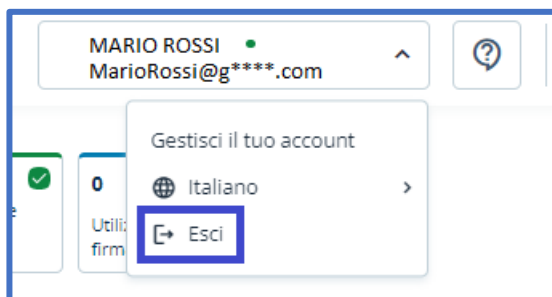 MARIO ROSSI
MarioRossi@g****.com
Gestisci il tuo account
0
Italiano
Utili
firm
Esci